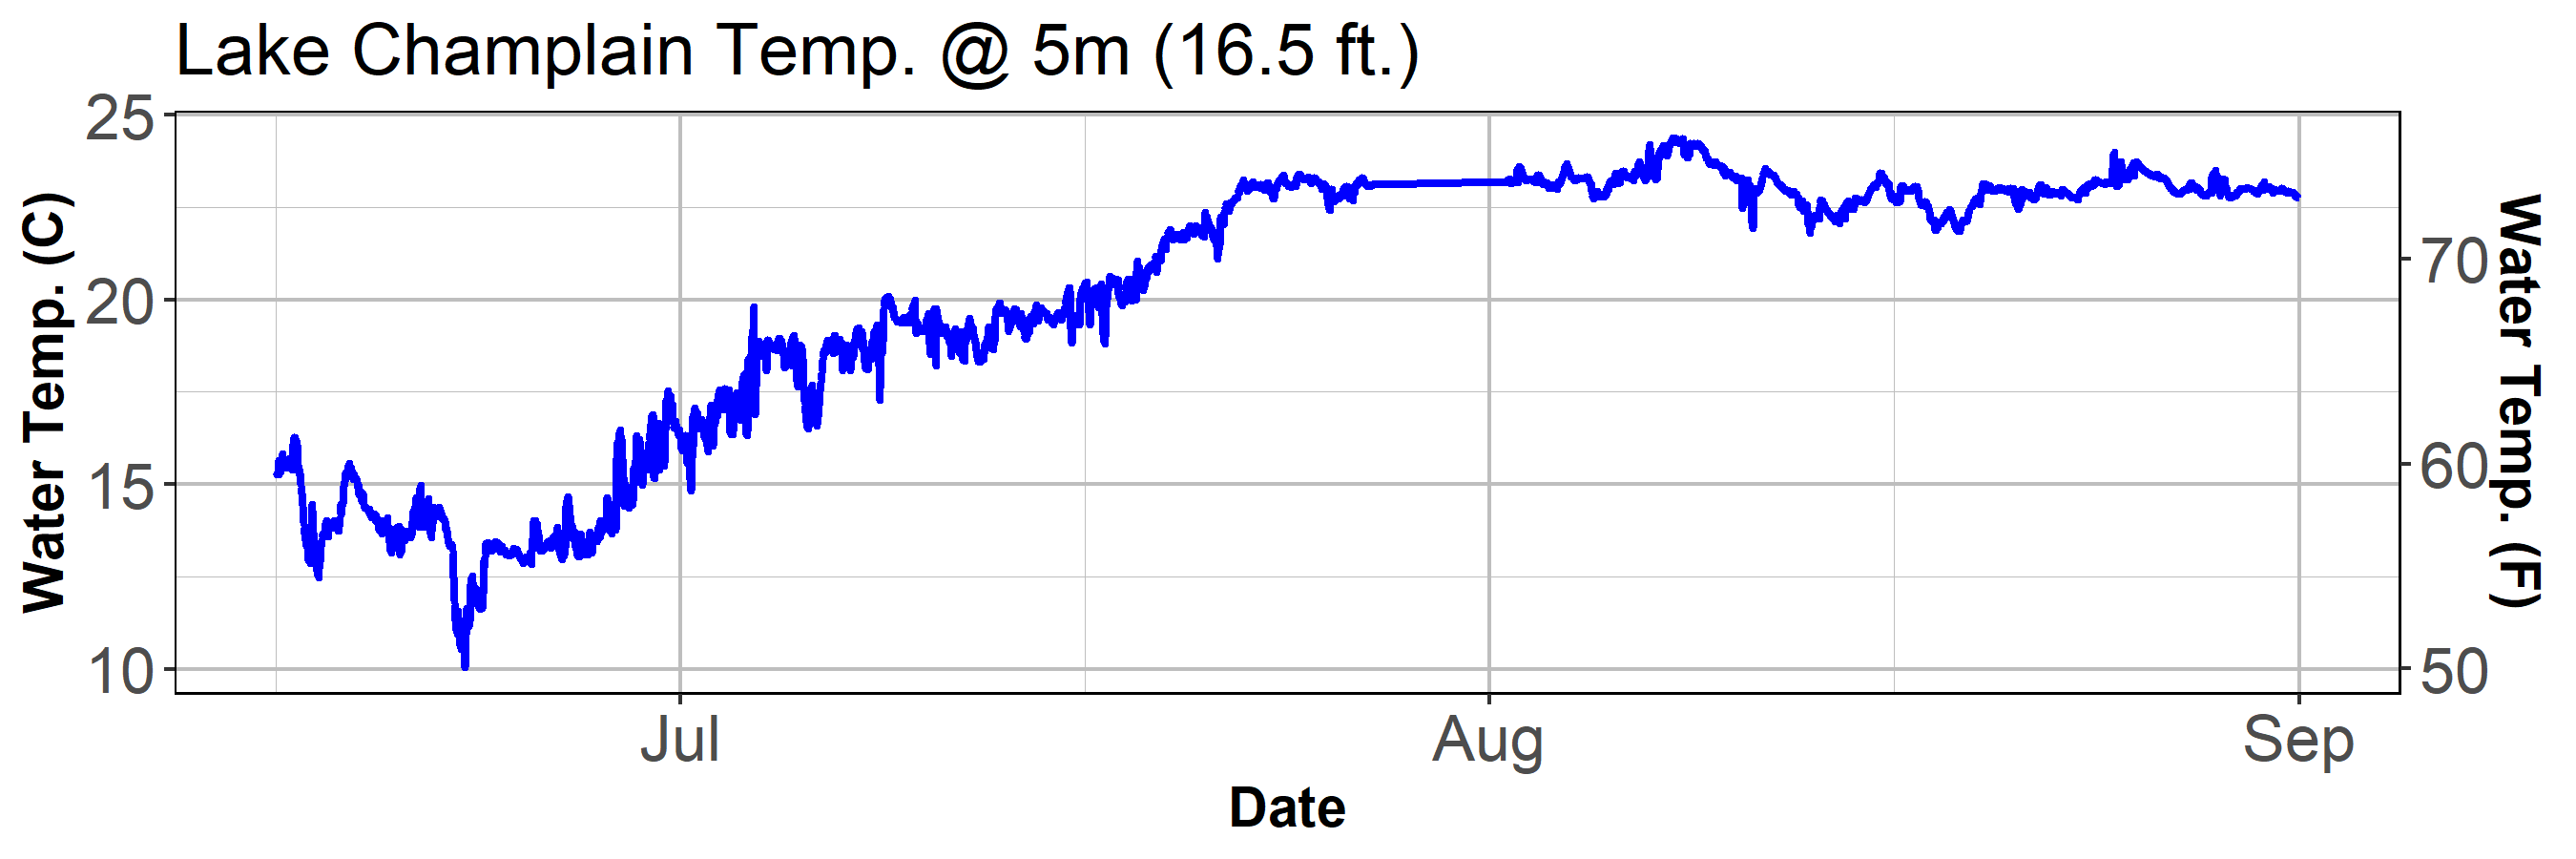 Lake Champlain Temp. @ 5m (16.5 ft.)
25
20
15
10
Water Temp. (C)
70
60
50
Water Temp. (F)
Jul
Aug
Sep
Date